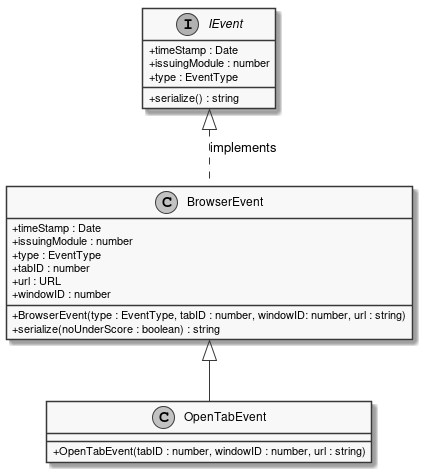 I IEvent
+timeStamp : Date
+issuingModule : number
+type : EventType
+serialize() : string
implements
C BrowserEvent
+timeStamp : Date
+issuingModule : number
+type : EventType
+tabID : number
+url : URL
+windowID : number
+BrowserEvent(type : EventType, tabID : number, windowID: number, url : string)
+serialize(noUnderScore : boolean) : string
C OpenTabEvent
+OpenTabEvent(tabID : number, windowID : number, url : string)